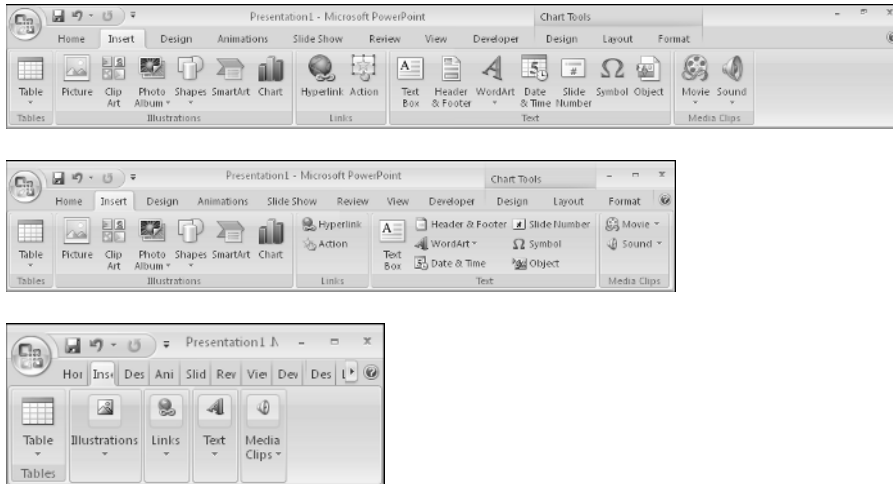 Presentation1 - Microsoft PowerPoint Chart Tools
Home Insert Design Animations Slide Show Review View Developer Design Layout Format
Table Picture Clip Art Photo Album Shapes SmartArt Chart Hyperlink Action Text Box Header & Footer WordArt Date & Time Slide Number Symbol Object Movie Sound
Tables Illustrations Links Text Media Clips
Presentation1 - Microsoft PowerPoint Chart Tools
Home Insert Design Animations Slide Show Review View Developer Design Layout Format
Table Picture Clip Art Photo Album Shapes SmartArt Chart Hyperlink Action Text Box Header & Footer WordArt Date & Time Slide Number Symbol Object Movie Sound
Tables Illustrations Links Text Media Clips
Presentation1
Hor Inse Des Ani Slid Rev Viev Dev Des
Table Illustrations Links Text Media Clips
Tables